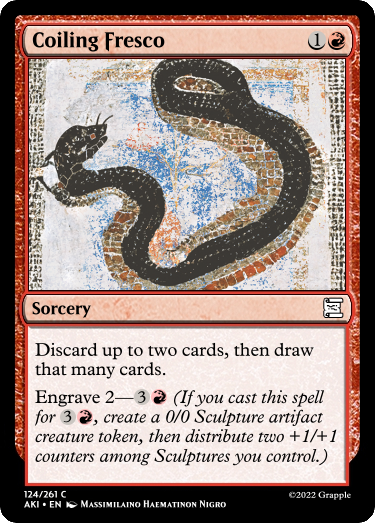 Coiling Fresco 1
Sorcery
Discard up to two cards, then draw
that many cards.
Engrave 2—3 (If you cast this spell
for 3 , create a 0/0 Sculpture artifact
creature token, then distribute two +1/+1
counters among Sculptures you control.)
124/261 C
AKI • EN Massimilaino Haematinon Nigro
©2022 Grapple